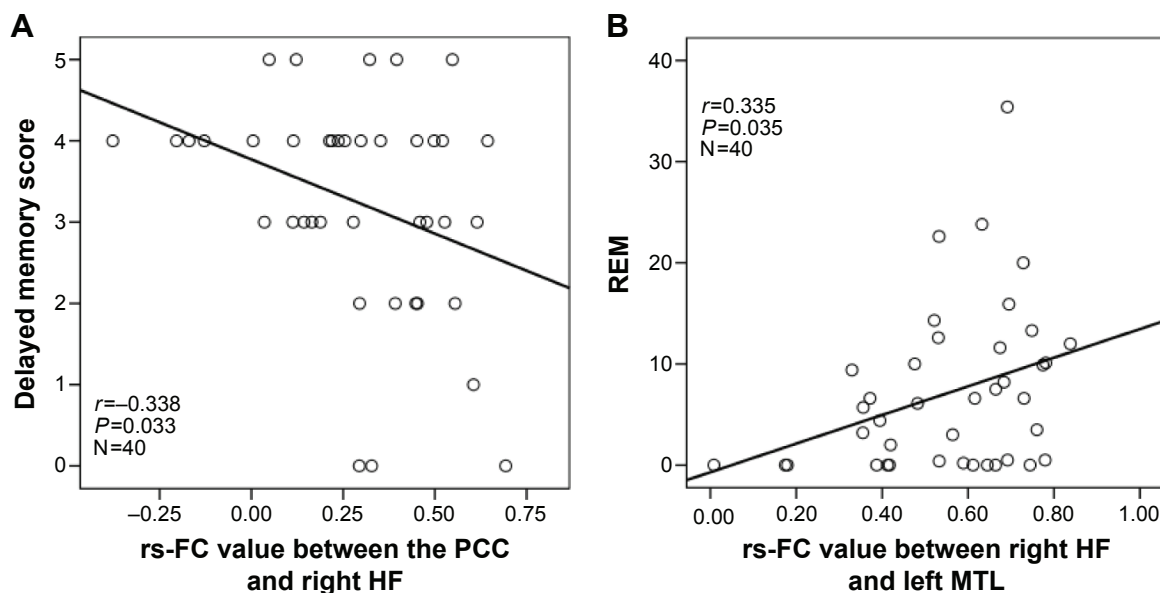 A
Delayed memory score
5
4
3
2
1
0
r=–0.338
P=0.033
N=40
–0.25
0.00
0.25
0.50
0.75
rs-FC value between the PCC
and right HF
B
REM
40
30
20
10
0
r=0.335
P=0.035
N=40
0.00
0.20
0.40
0.60
0.80
1.00
rs-FC value between right HF
and left MTL